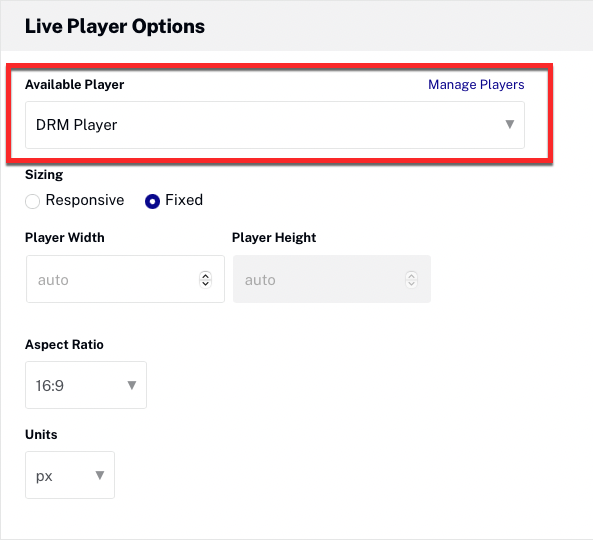 Live Player Options
Available Player Manage Players
DRM Player
Sizing
Responsive Fixed
Player Width Player Height
auto auto
Aspect Ratio
16:9
Units
px